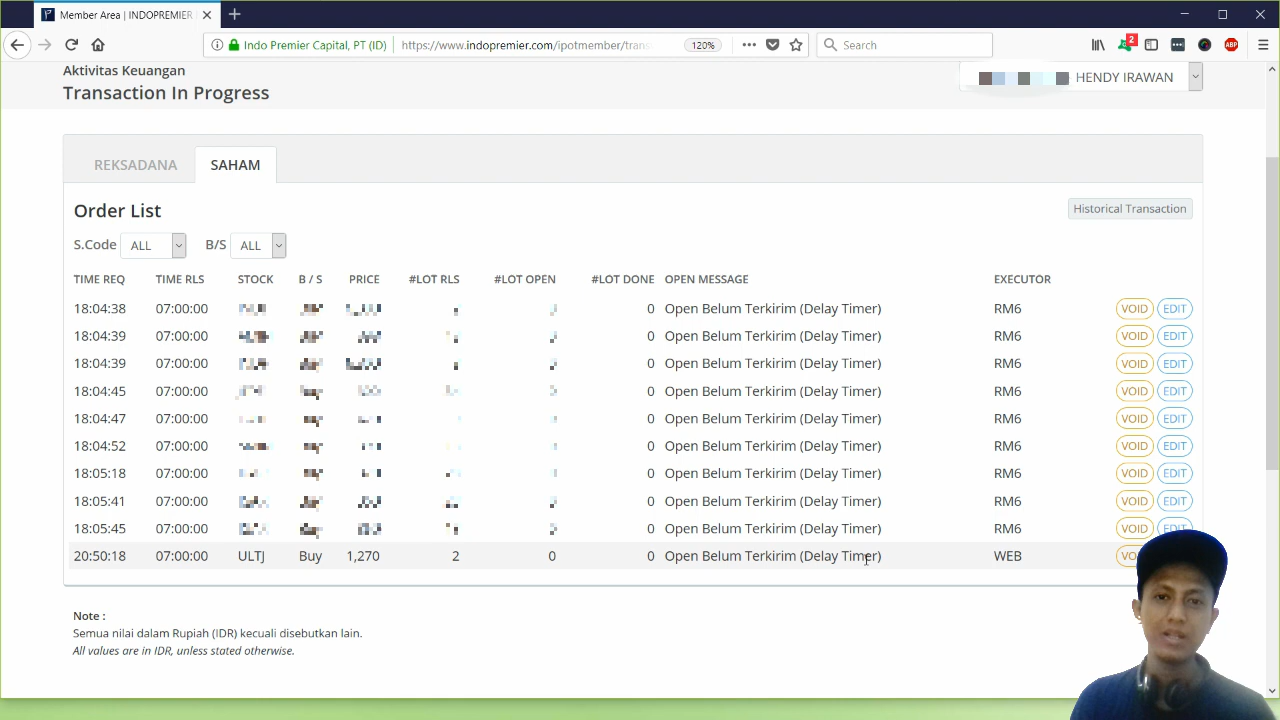 Member Area | INDOPREMIER
Indo Premier Capital, PT (ID)
https://www.indopremier.com/ipotmember/trans
120%
Search
2
ABP
Aktivitas Keuangan
Transaction In Progress
HENDY IRAWAN
REKSADANA SAHAM
Order List
Historical Transaction
S.Code ALL B/S ALL
TIME REQ TIME RLS STOCK B / S PRICE #LOT RLS #LOT OPEN #LOT DONE OPEN MESSAGE EXECUTOR
18:04:38 07:00:00 0 Open Belum Terkirim (Delay Timer) RM6 VOID EDIT
18:04:39 07:00:00 0 Open Belum Terkirim (Delay Timer) RM6 VOID EDIT
18:04:39 07:00:00 0 Open Belum Terkirim (Delay Timer) RM6 VOID EDIT
18:04:45 07:00:00 0 Open Belum Terkirim (Delay Timer) RM6 VOID EDIT
18:04:47 07:00:00 0 Open Belum Terkirim (Delay Timer) RM6 VOID EDIT
18:04:52 07:00:00 0 Open Belum Terkirim (Delay Timer) RM6 VOID EDIT
18:05:18 07:00:00 0 Open Belum Terkirim (Delay Timer) RM6 VOID EDIT
18:05:41 07:00:00 0 Open Belum Terkirim (Delay Timer) RM6 VOID EDIT
18:05:45 07:00:00 0 Open Belum Terkirim (Delay Timer) RM6 VOID EDIT
20:50:18 07:00:00 ULTJ Buy 1,270 2 0 0 Open Belum Terkirim (Delay Timer) WEB VO
Note :
Semua nilai dalam Rupiah (IDR) kecuali disebutkan lain.
All values are in IDR, unless stated otherwise.